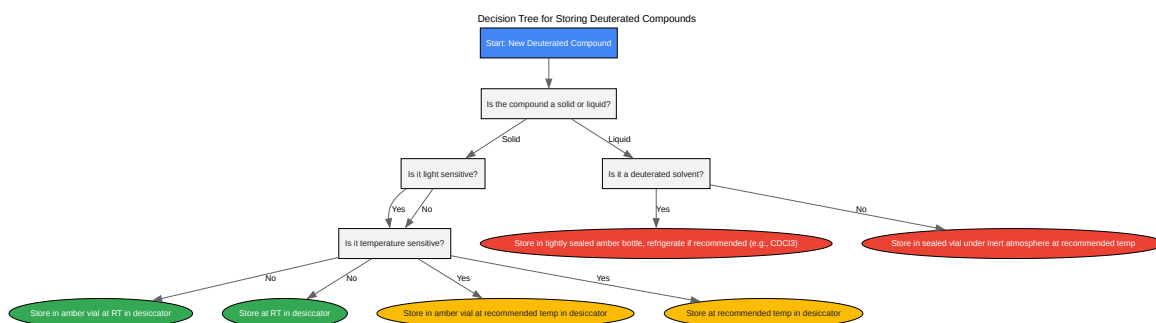 Decision Tree for Storing Deuterated Compounds
Start: New Deuterated Compound
Is the compound a solid or liquid?
Solid
Liquid
Is it light sensitive?
Is it a deuterated solvent?
Yes
No
Yes
No
Is it temperature sensitive?
Store in tightly sealed amber bottle, refrigerate if recommended (e.g., CDCl3)
Store in sealed vial under inert atmosphere at recommended temp
No
No
Yes
Yes
Store in amber vial at RT in desiccator
Store at RT in desiccator
Store in amber vial at recommended temp in desiccator
Store at recommended temp in desiccator